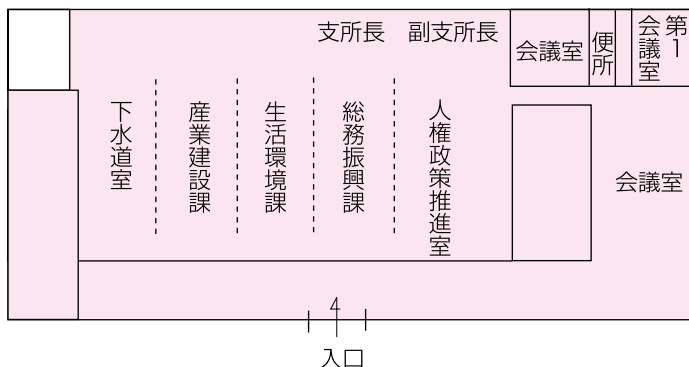 支所長
副支所長
会議室
便所
第1
会議室
下水道室
産業建設課
生活環境課
総務振興課
人権政策推進室
会議室
4
入口